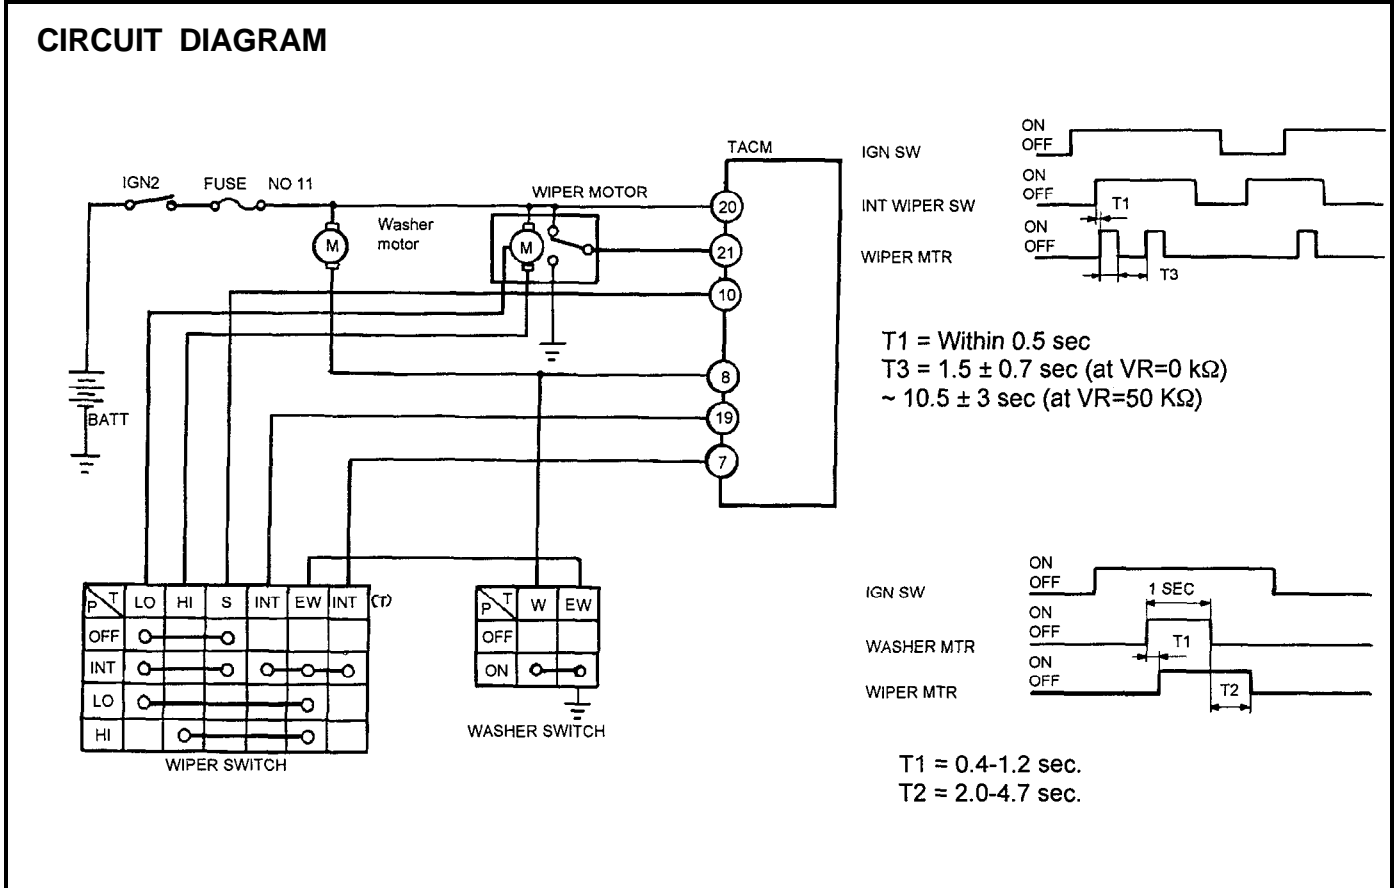 CIRCUIT DIAGRAM
TACM
IGN2 FUSE NO 11
WIPER MOTOR
Washer
motor
M
M
20
21
10
8
19
7
BATT
P T LO HI S INT EW INT (T)
OFF
INT
LO
HI
WIPER SWITCH
P T W EW
OFF
ON
WASHER SWITCH
IGN SW ON
OFF
INT WIPER SW ON
OFF
T1
WIPER MTR ON
OFF
T3
T1 = Within 0.5 sec
T3 = 1.5 ± 0.7 sec (at VR=0 kΩ)
~ 10.5 ± 3 sec (at VR=50 KΩ)
IGN SW ON
OFF
1 SEC
WASHER MTR ON
OFF
T1
WIPER MTR ON
OFF
T2
T1 = 0.4-1.2 sec.
T2 = 2.0-4.7 sec.